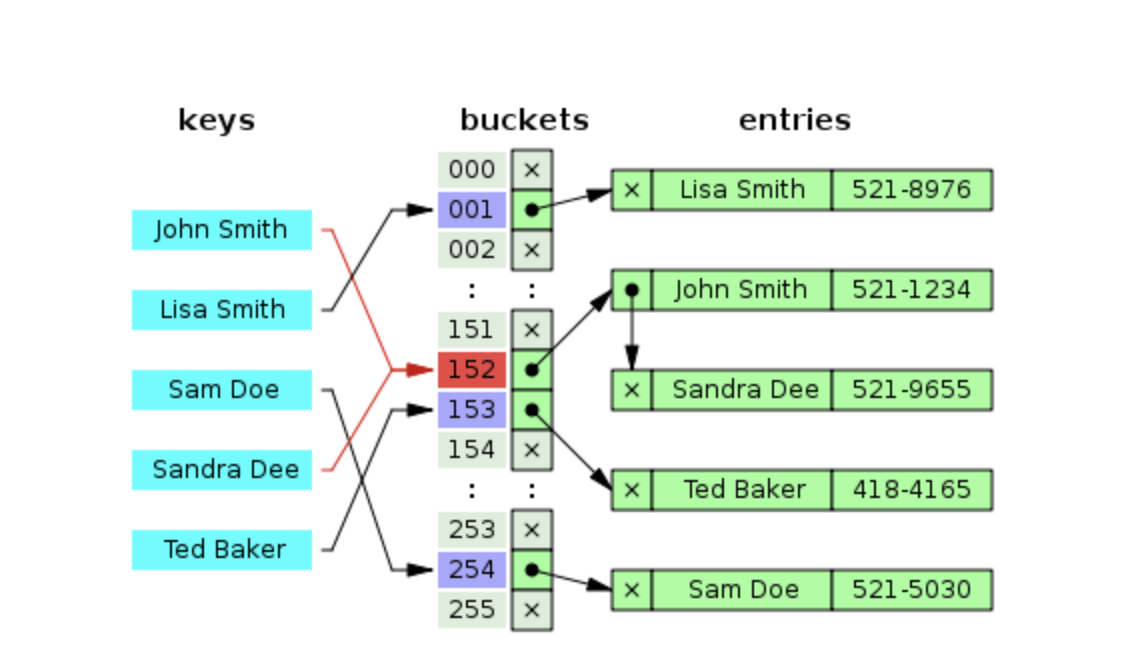 keys buckets entries
John Smith
Lisa Smith
Sam Doe
Sandra Dee
Ted Baker
000 ×
001
002 ×
: :
151 ×
152
153
154 ×
: :
253 ×
254
255 ×
× Lisa Smith 521-8976
John Smith 521-1234
× Sandra Dee 521-9655
× Ted Baker 418-4165
× Sam Doe 521-5030